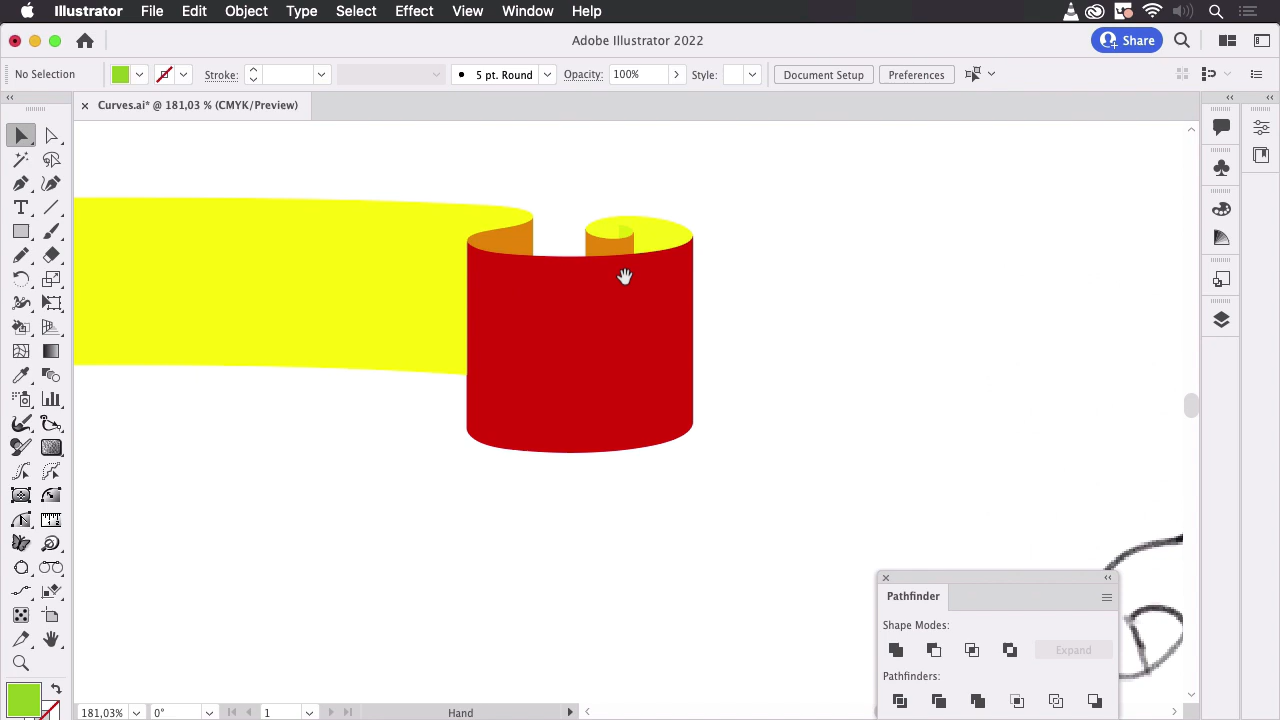 Illustrator File Edit Object Type Select Effect View Window Help
Adobe Illustrator 2022
Share
No Selection
Stroke:
5 pt. Round
Opacity:
100%
Style:
Document Setup
Preferences
Curves.ai* @ 181,03 % (CMYK/Preview)
Pathfinder
Shape Modes:
Expand
Pathfinders:
181,03%
0°
1
Hand